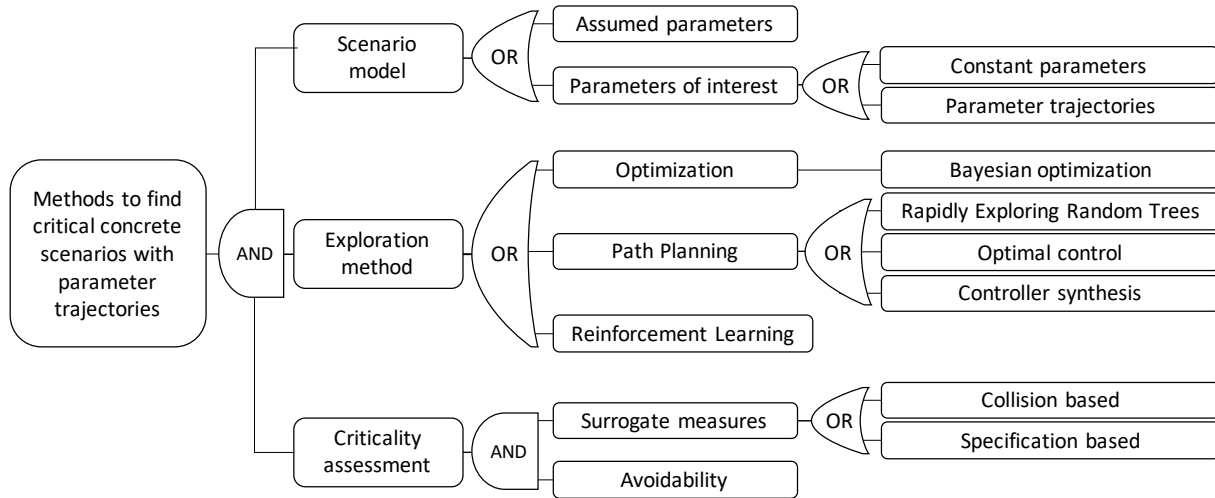 Methods to find
critical concrete
scenarios with
parameter
trajectories
AND
Scenario
model
OR
Assumed parameters
Parameters of interest
OR
Constant parameters
Parameter trajectories
Exploration
method
OR
Optimization
Bayesian optimization
Path Planning
OR
Rapidly Exploring Random Trees
Optimal control
Controller synthesis
Reinforcement Learning
Criticality
assessment
AND
Surrogate measures
OR
Collision based
Specification based
Avoidability